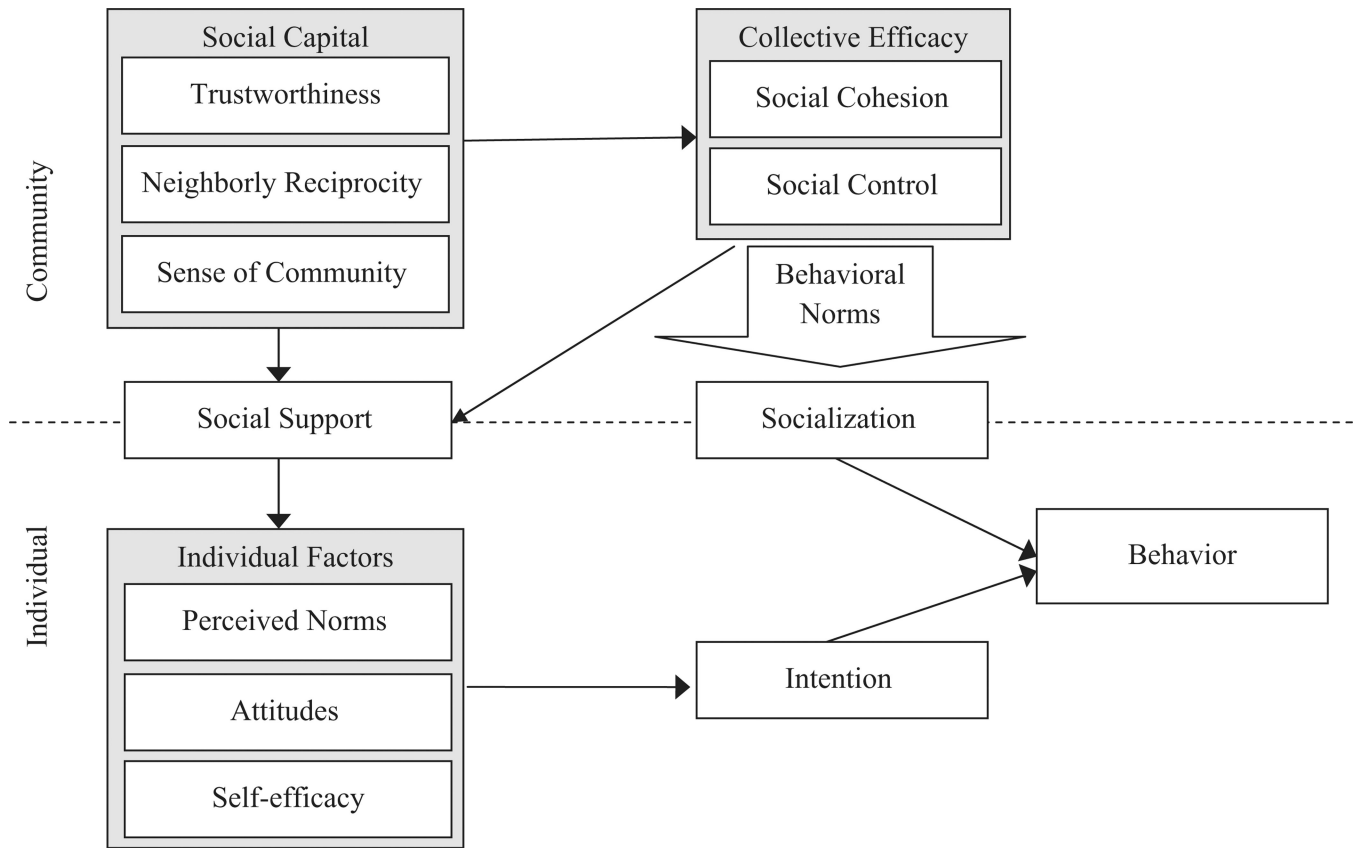 Social Capital
Trustworthiness
Neighborly Reciprocity
Sense of Community
Collective Efficacy
Social Cohesion
Social Control
Community
Behavioral
Norms
Social Support
Socialization
Individual
Individual Factors
Perceived Norms
Attitudes
Self-efficacy
Intention
Behavior